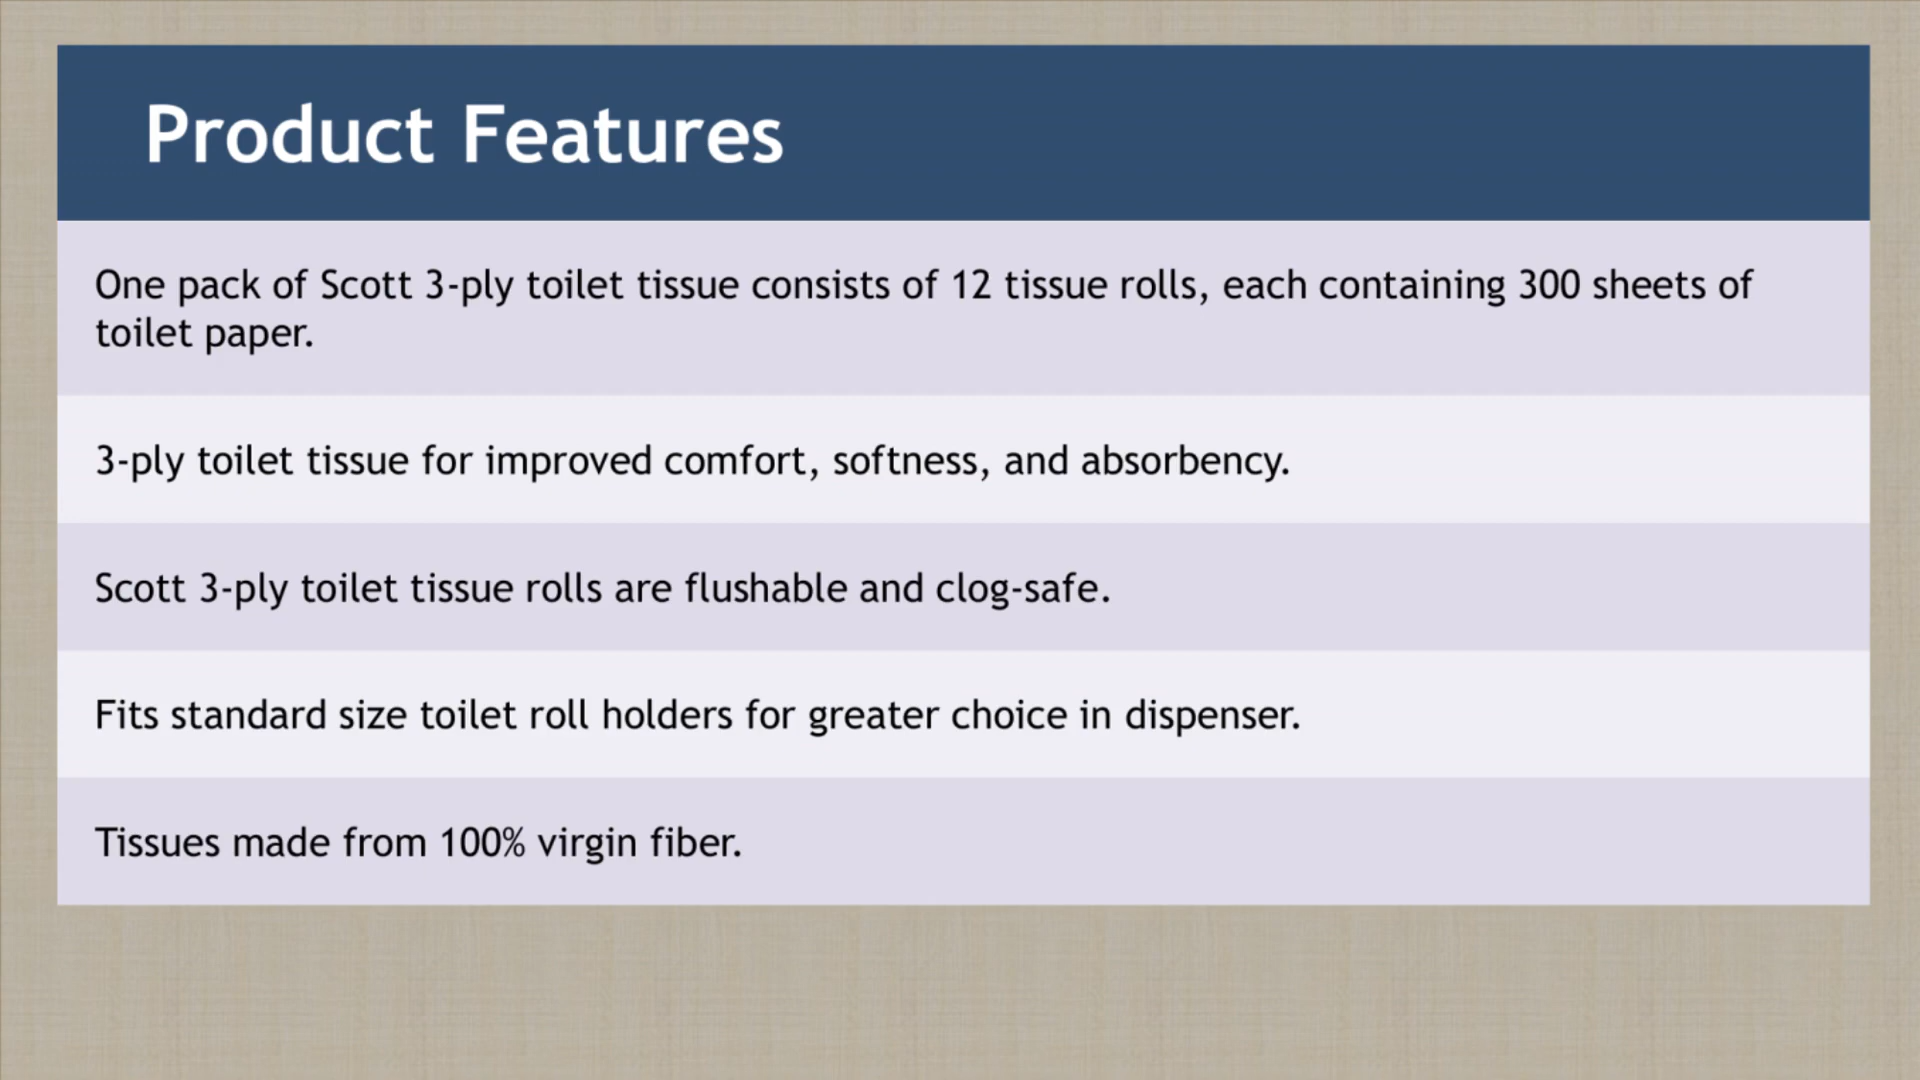 Product Features
One pack of Scott 3-ply toilet tissue consists of 12 tissue rolls, each containing 300 sheets of
toilet paper.
3-ply toilet tissue for improved comfort, softness, and absorbency.
Scott 3-ply toilet tissue rolls are flushable and clog-safe.
Fits standard size toilet roll holders for greater choice in dispenser.
Tissues made from 100% virgin fiber.